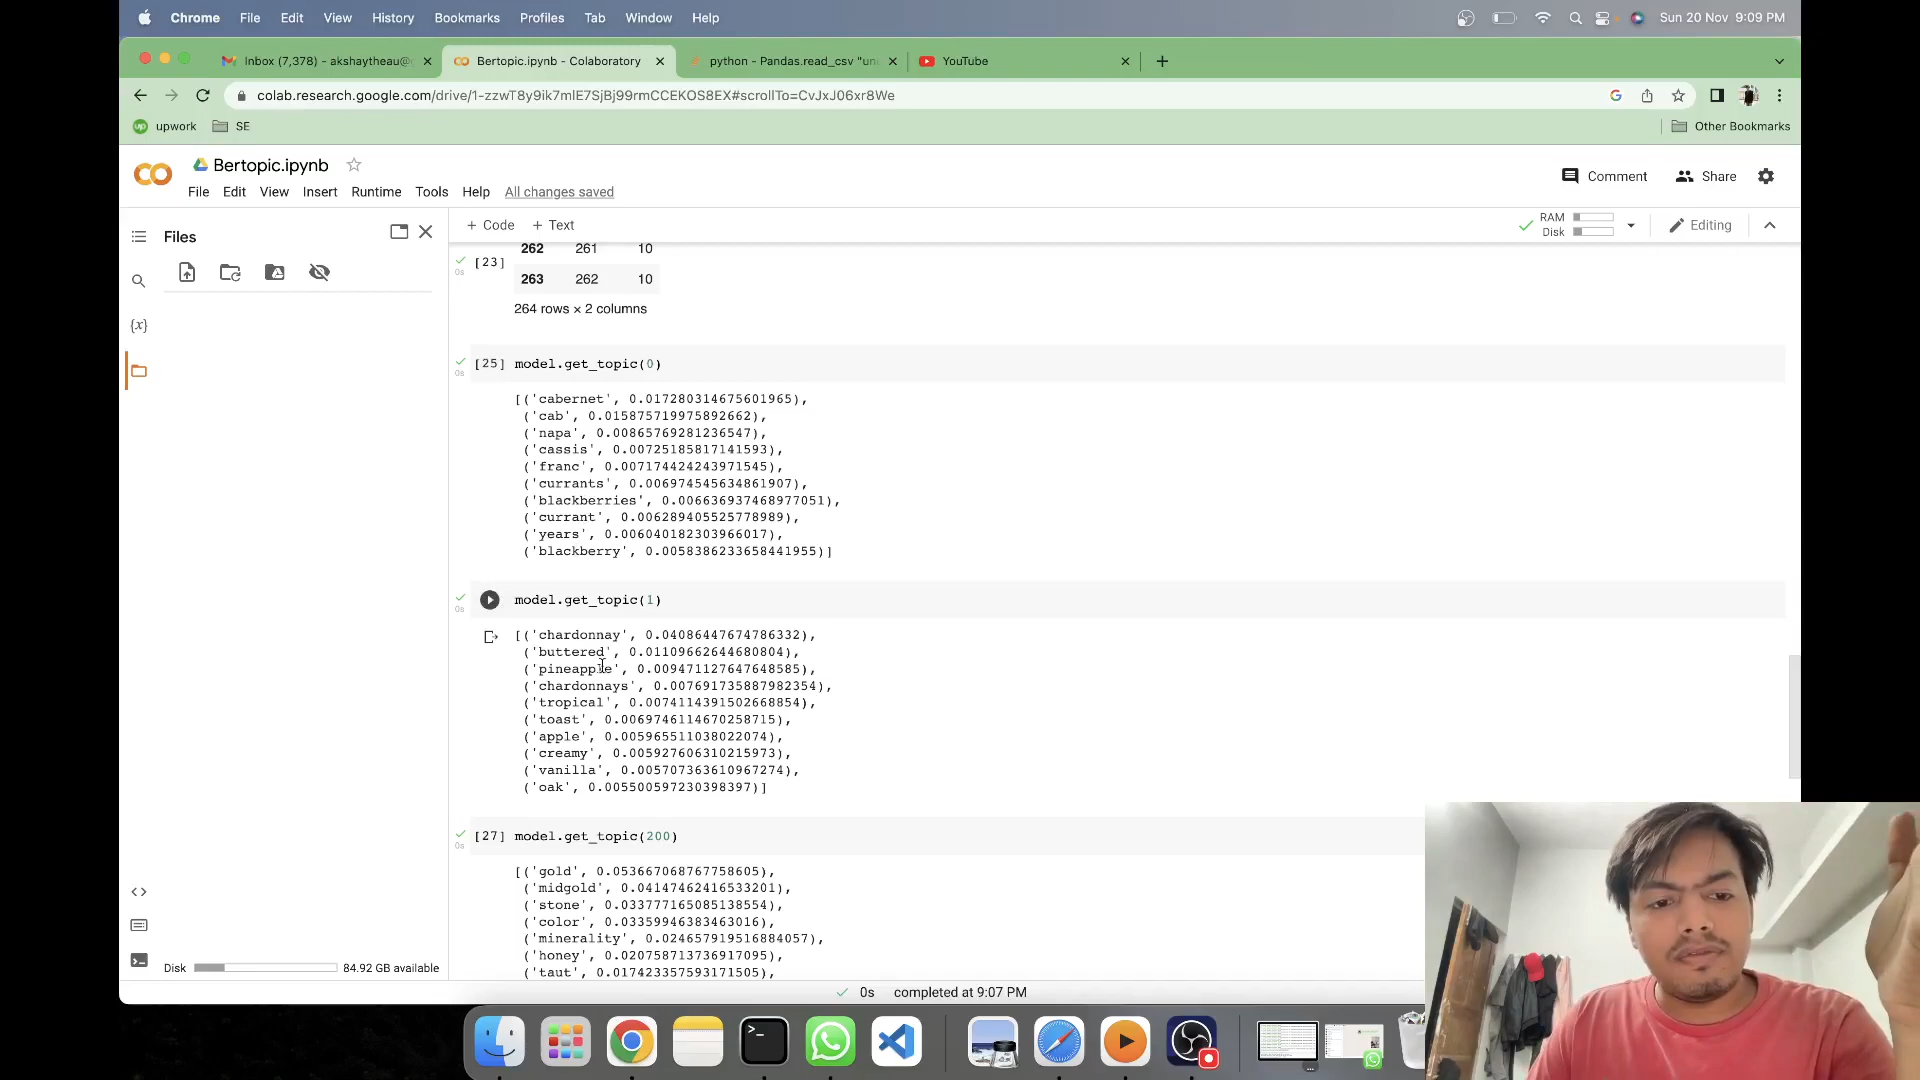 Chrome File Edit View History Bookmarks Profiles Tab Window Help Sun 20 Nov 9:09 PM
Inbox (7,378) - akshaytheau@ Bertopic.ipynb - Colaboratory python - Pandas.read_csv "un YouTube
colab.research.google.com/drive/1-zzwT8y9ik7mlE7SjBj99rmCCEKOS8EX#scrollTo=CvJxJ06xr8We
up upwork SE Other Bookmarks
Bertopic.ipynb
Comment Share
File Edit View Insert Runtime Tools Help All changes saved
Files
+ Code + Text RAM Disk Editing
262 261 10
[23]
263 262 10
264 rows × 2 columns
{x}
0s
[25] model.get_topic(0)
0s
[('cabernet', 0.017280314675601965),
('cab', 0.015875719975892662),
('napa', 0.00865769281236547),
('cassis', 0.00725185817141593),
('franc', 0.007174424243971545),
('currants', 0.006974545634861907),
('blackberries', 0.006636937468977051),
('currant', 0.006289405525778989),
('years', 0.006040182303966017),
('blackberry', 0.0058386233658441955)]
model.get_topic(1)
0s
[('chardonnay', 0.04086447674786332),
('buttered', 0.01109662644680804),
('pineapple', 0.009471127647648585),
('chardonnays', 0.007691735887982354),
('tropical', 0.0074114391502668854),
('toast', 0.0069746114670258715),
('apple', 0.005965511038022074),
('creamy', 0.005927606310215973),
('vanilla', 0.005707363610967274),
('oak', 0.005500597230398397)]
[27] model.get_topic(200)
0s
[('gold', 0.053667068767758605),
('midgold', 0.04147462416533201),
('stone', 0.033777165085138554),
('color', 0.03359946383463016),
('minerality', 0.024657919516884057),
('honey', 0.020758713736917095),
('taut', 0.017423357593171505),
Disk 84.92 GB available
0s completed at 9:07 PM